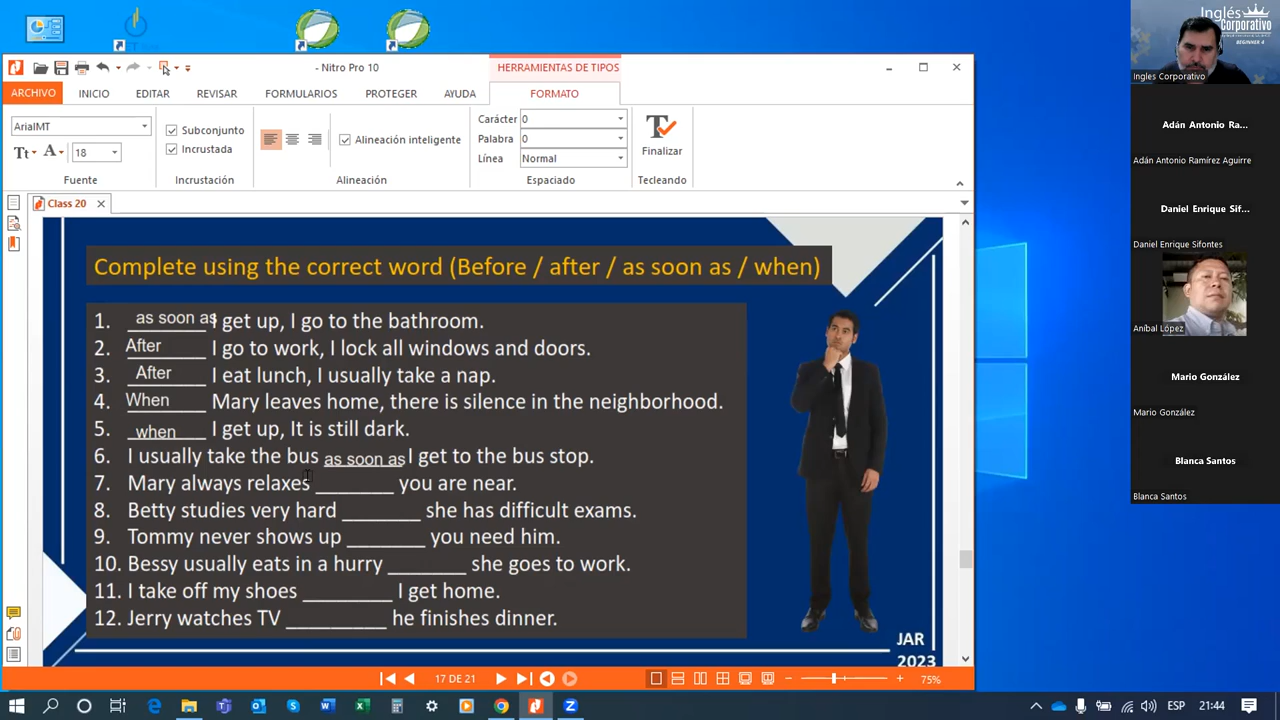 Inglés
Corporativo
BEGINNER 4
- Nitro Pro 10
HERRAMIENTAS DE TIPOS
Ingles Corporativo
ARCHIVO
INICIO
EDITAR
REVISAR
FORMULARIOS
PROTEGER
AYUDA
FORMATO
ArialMT
18
Fuente
Subconjunto
Incrustada
Incrustación
Alineación inteligente
Alineación
Carácter 0
Palabra 0
Línea Normal
Espaciado
Finalizar
Tecleando
Adán Antonio Ra...
Adán Antonio Ramírez Aguirre
Class 20
Daniel Enrique Sif...
Daniel Enrique Sifontes
Complete using the correct word (Before / after / as soon as / when)
1. as soon as I get up, I go to the bathroom.
2. After I go to work, I lock all windows and doors.
3. After I eat lunch, I usually take a nap.
4. When Mary leaves home, there is silence in the neighborhood.
5. when I get up, It is still dark.
6. I usually take the bus as soon as I get to the bus stop.
7. Mary always relaxes _______ you are near.
8. Betty studies very hard _______ she has difficult exams.
9. Tommy never shows up _______ you need him.
10. Bessy usually eats in a hurry _______ she goes to work.
11. I take off my shoes ________ I get home.
12. Jerry watches TV _________ he finishes dinner.
JAR
2023
Aníbal López
Mario González
Mario González
Blanca Santos
Blanca Santos
17 DE 21
75%
ESP
21:44